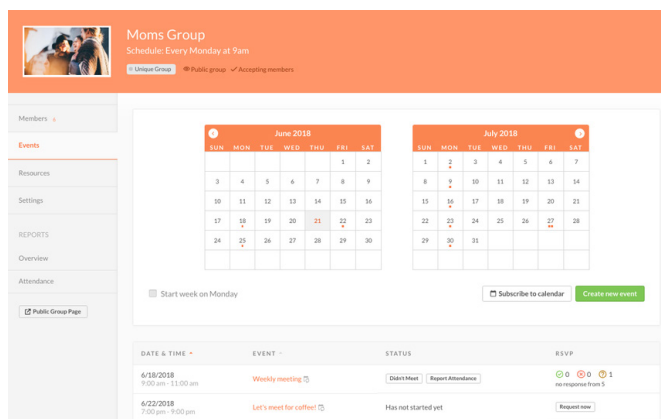 Moms Group
Schedule: Every Monday at 9am
Unique Group Public group Accepting members
Members
Events
Resources
Settings
REPORTS
Overview
Attendance
Public Group Page
June 2018
SUN MON TUE WED THU FRI SAT
1 2
3 4 5 6 7 8 9
10 11 12 13 14 15 16
17 18 19 20 21 22 23
24 25 26 27 28 29 30
July 2018
SUN MON TUE WED THU FRI SAT
1 2 3 4 5 6 7
8 9 10 11 12 13 14
15 16 17 18 19 20 21
22 23 24 25 26 27 28
29 30 31
Start week on Monday
Subscribe to calendar Create new event
DATE & TIME EVENT STATUS RSVP
6/18/2018
9:00 am - 11:00 am
Weekly meeting
Didn't Meet Report Attendance
0 0 1
no response from 5
6/22/2018
7:00 pm - 9:00 pm
Let's meet for coffee!
Has not started yet
Request now